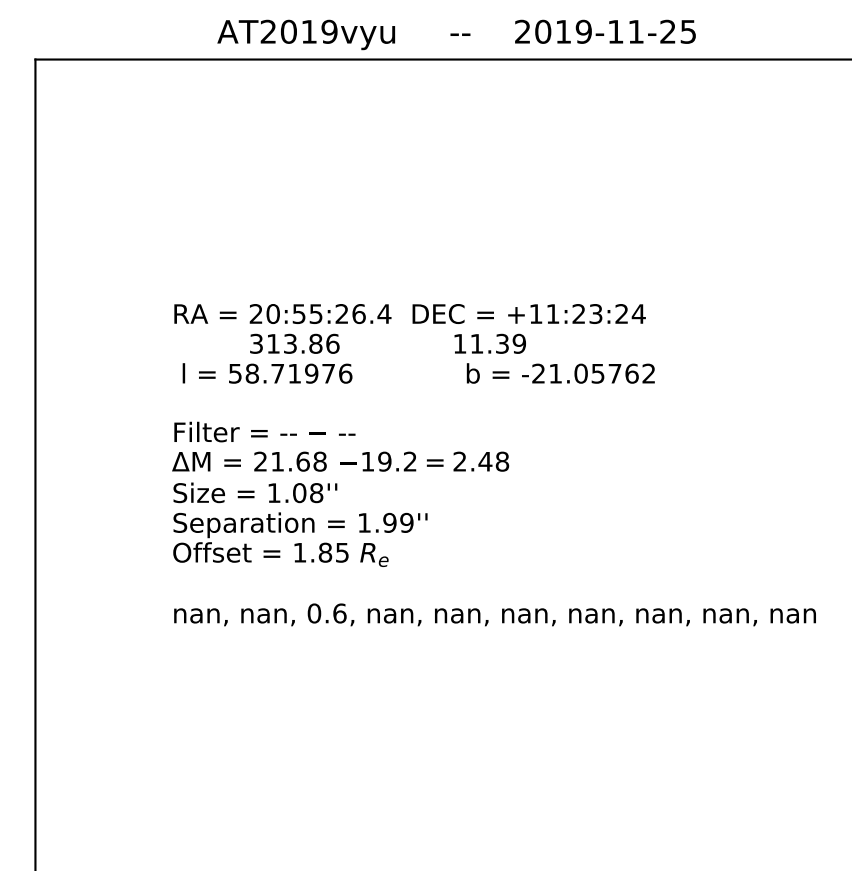 AT2019vyu -- 2019-11-25
RA = 20:55:26.4 DEC = +11:23:24
313.86 11.39
l = 58.71976 b = -21.05762
Filter = -- − --
ΔM = 21.68 −19.2 = 2.48
Size = 1.08''
Separation = 1.99''
Offset = 1.85 Rₑ
nan, nan, 0.6, nan, nan, nan, nan, nan, nan, nan